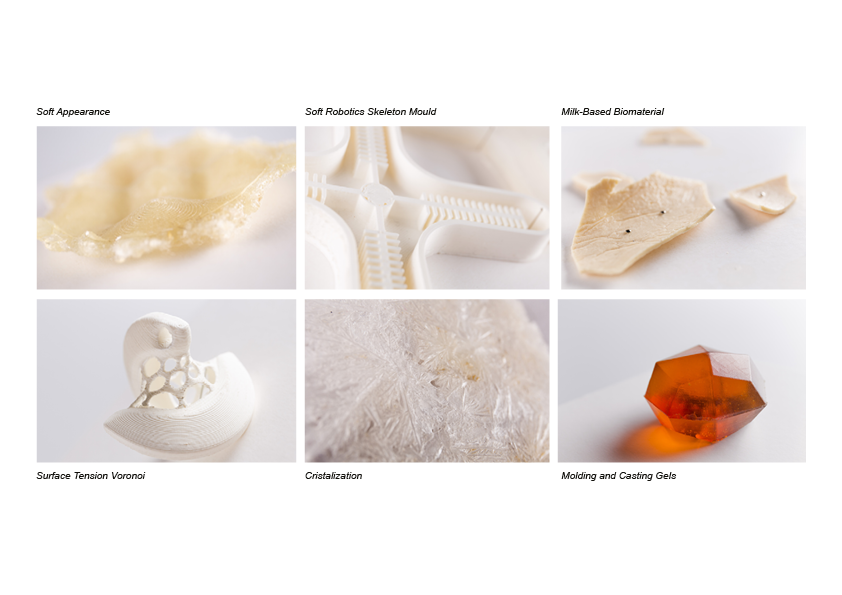 Soft Appearance
Soft Robotics Skeleton Mould
Milk-Based Biomaterial
Surface Tension Voronoi
Cristalization
Molding and Casting Gels